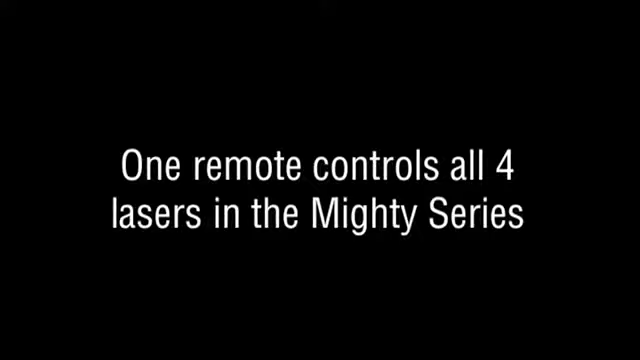 One remote controls all 4
lasers in the Mighty Series